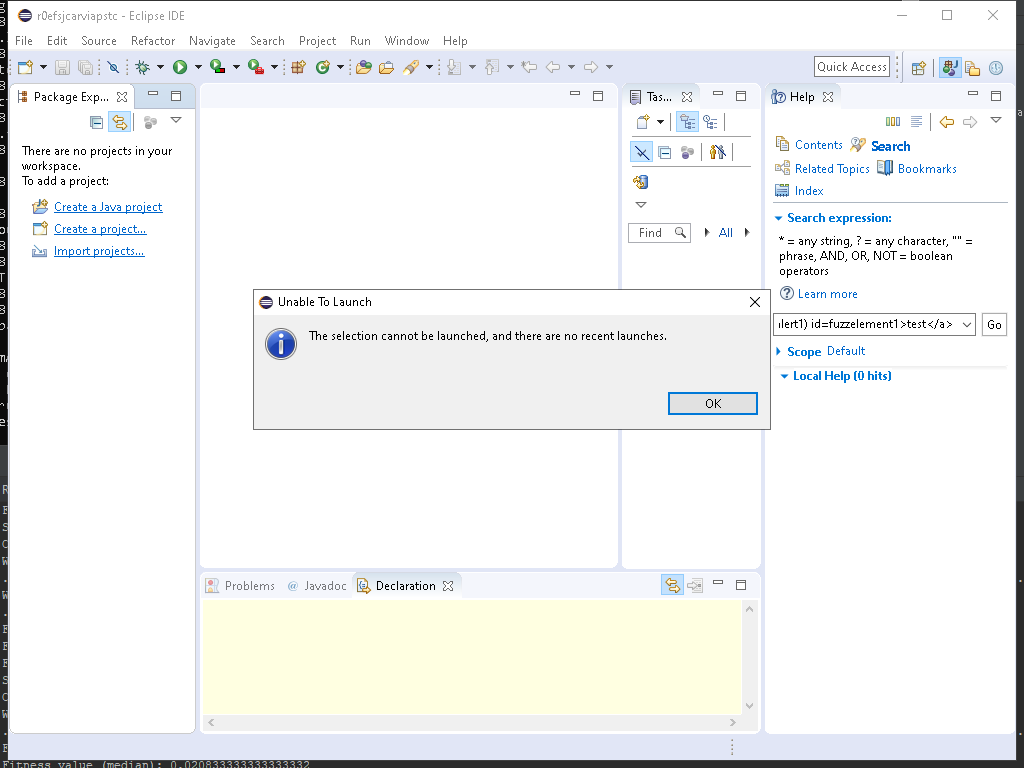 r0efsjcarviapstc - Eclipse IDE
File Edit Source Refactor Navigate Search Project Run Window Help
Quick Access
Package Exp...
There are no projects in your
workspace.
To add a project:
Create a Java project
Create a project...
Import projects...
Tas...
Find
All
Help
Contents Search
Related Topics Bookmarks
Index
Search expression:
* = any string, ? = any character, "" =
phrase, AND, OR, NOT = boolean
operators
Learn more
ılert1) id=fuzzelement1>test</a> Go
Scope Default
Local Help (0 hits)
Unable To Launch
The selection cannot be launched, and there are no recent launches.
OK
Problems @ Javadoc Declaration
Fitness value (median): 0.020833333333333332